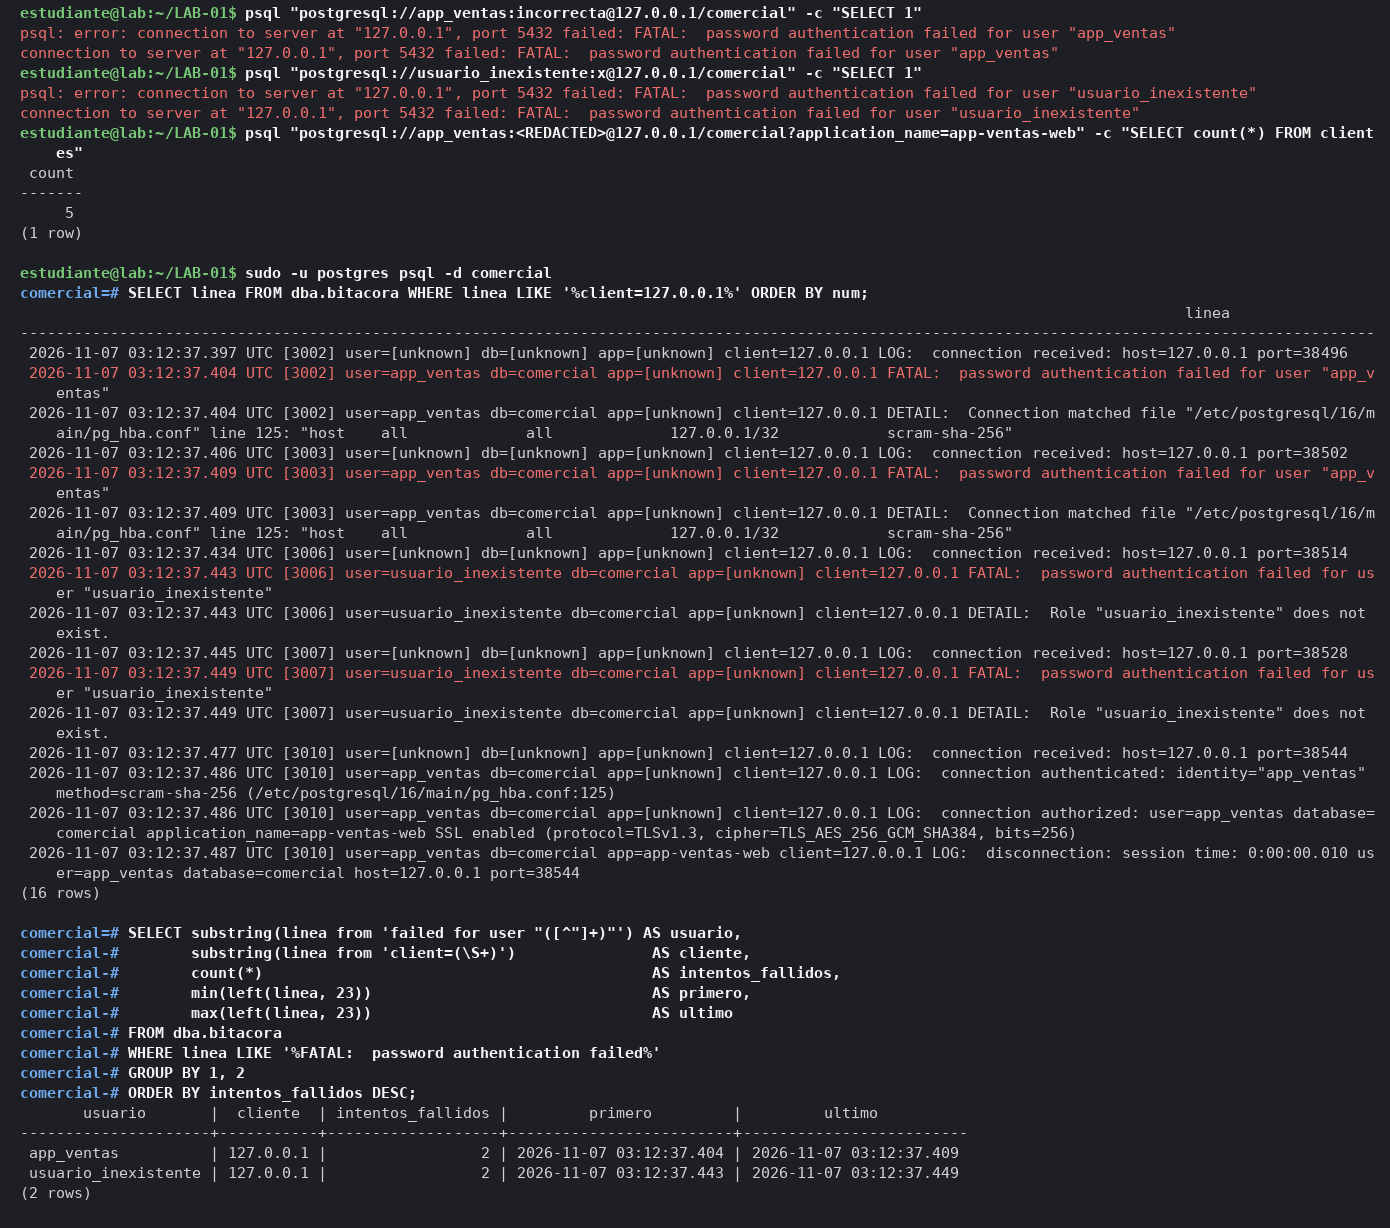 estudiante@lab:~/LAB-01$ psql "postgresql://app_ventas:incorrecta@127.0.0.1/comercial" -c "SELECT 1"
psql: error: connection to server at "127.0.0.1", port 5432 failed: FATAL:  password authentication failed for user "app_ventas"
connection to server at "127.0.0.1", port 5432 failed: FATAL:  password authentication failed for user "app_ventas"
estudiante@lab:~/LAB-01$ psql "postgresql://usuario_inexistente:x@127.0.0.1/comercial" -c "SELECT 1"
psql: error: connection to server at "127.0.0.1", port 5432 failed: FATAL:  password authentication failed for user "usuario_inexistente"
connection to server at "127.0.0.1", port 5432 failed: FATAL:  password authentication failed for user "usuario_inexistente"
estudiante@lab:~/LAB-01$ psql "postgresql://app_ventas:<REDACTED>@127.0.0.1/comercial?application_name=app-ventas-web" -c "SELECT count(*) FROM client
    es"
 count
-------
     5
(1 row)

estudiante@lab:~/LAB-01$ sudo -u postgres psql -d comercial
comercial=# SELECT linea FROM dba.bitacora WHERE linea LIKE '%client=127.0.0.1%' ORDER BY num;
                                                                                                                                 linea
------------------------------------------------------------------------------------------------------------------------------------------------------
 2026-11-07 03:12:37.397 UTC [3002] user=[unknown] db=[unknown] app=[unknown] client=127.0.0.1 LOG:  connection received: host=127.0.0.1 port=38496
 2026-11-07 03:12:37.404 UTC [3002] user=app_ventas db=comercial app=[unknown] client=127.0.0.1 FATAL:  password authentication failed for user "app_v
    entas"
 2026-11-07 03:12:37.404 UTC [3002] user=app_ventas db=comercial app=[unknown] client=127.0.0.1 DETAIL:  Connection matched file "/etc/postgresql/16/m
    ain/pg_hba.conf" line 125: "host    all             all             127.0.0.1/32            scram-sha-256"
 2026-11-07 03:12:37.406 UTC [3003] user=[unknown] db=[unknown] app=[unknown] client=127.0.0.1 LOG:  connection received: host=127.0.0.1 port=38502
 2026-11-07 03:12:37.409 UTC [3003] user=app_ventas db=comercial app=[unknown] client=127.0.0.1 FATAL:  password authentication failed for user "app_v
    entas"
 2026-11-07 03:12:37.409 UTC [3003] user=app_ventas db=comercial app=[unknown] client=127.0.0.1 DETAIL:  Connection matched file "/etc/postgresql/16/m
    ain/pg_hba.conf" line 125: "host    all             all             127.0.0.1/32            scram-sha-256"
 2026-11-07 03:12:37.434 UTC [3006] user=[unknown] db=[unknown] app=[unknown] client=127.0.0.1 LOG:  connection received: host=127.0.0.1 port=38514
 2026-11-07 03:12:37.443 UTC [3006] user=usuario_inexistente db=comercial app=[unknown] client=127.0.0.1 FATAL:  password authentication failed for us
    er "usuario_inexistente"
 2026-11-07 03:12:37.443 UTC [3006] user=usuario_inexistente db=comercial app=[unknown] client=127.0.0.1 DETAIL:  Role "usuario_inexistente" does not
    exist.
 2026-11-07 03:12:37.445 UTC [3007] user=[unknown] db=[unknown] app=[unknown] client=127.0.0.1 LOG:  connection received: host=127.0.0.1 port=38528
 2026-11-07 03:12:37.449 UTC [3007] user=usuario_inexistente db=comercial app=[unknown] client=127.0.0.1 FATAL:  password authentication failed for us
    er "usuario_inexistente"
 2026-11-07 03:12:37.449 UTC [3007] user=usuario_inexistente db=comercial app=[unknown] client=127.0.0.1 DETAIL:  Role "usuario_inexistente" does not
    exist.
 2026-11-07 03:12:37.477 UTC [3010] user=[unknown] db=[unknown] app=[unknown] client=127.0.0.1 LOG:  connection received: host=127.0.0.1 port=38544
 2026-11-07 03:12:37.486 UTC [3010] user=app_ventas db=comercial app=[unknown] client=127.0.0.1 LOG:  connection authenticated: identity="app_ventas"
    method=scram-sha-256 (/etc/postgresql/16/main/pg_hba.conf:125)
 2026-11-07 03:12:37.486 UTC [3010] user=app_ventas db=comercial app=[unknown] client=127.0.0.1 LOG:  connection authorized: user=app_ventas database=
    comercial application_name=app-ventas-web SSL enabled (protocol=TLSv1.3, cipher=TLS_AES_256_GCM_SHA384, bits=256)
 2026-11-07 03:12:37.487 UTC [3010] user=app_ventas db=comercial app=app-ventas-web client=127.0.0.1 LOG:  disconnection: session time: 0:00:00.010 us
    er=app_ventas database=comercial host=127.0.0.1 port=38544
(16 rows)

comercial=# SELECT substring(linea from 'failed for user "([^"]+)"') AS usuario,
comercial-#        substring(linea from 'client=(\S+)')               AS cliente,
comercial-#        count(*)                                           AS intentos_fallidos,
comercial-#        min(left(linea, 23))                               AS primero,
comercial-#        max(left(linea, 23))                               AS ultimo
comercial-# FROM dba.bitacora
comercial-# WHERE linea LIKE '%FATAL:  password authentication failed%'
comercial-# GROUP BY 1, 2
comercial-# ORDER BY intentos_fallidos DESC;
       usuario       |  cliente  | intentos_fallidos |         primero         |         ultimo
---------------------+-----------+-------------------+-------------------------+-------------------------
 app_ventas          | 127.0.0.1 |                 2 | 2026-11-07 03:12:37.404 | 2026-11-07 03:12:37.409
 usuario_inexistente | 127.0.0.1 |                 2 | 2026-11-07 03:12:37.443 | 2026-11-07 03:12:37.449
(2 rows)